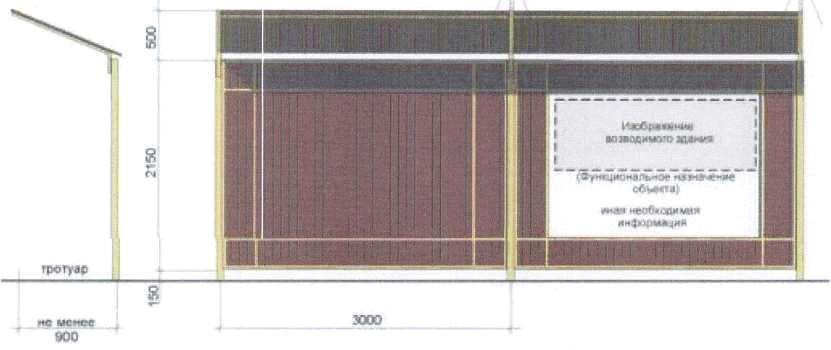 500
2150
150
Изображение
возводимого здания
(Функциональное назначение
объекта)
иная необходимая
информация
тротуар
не менее
900
3000